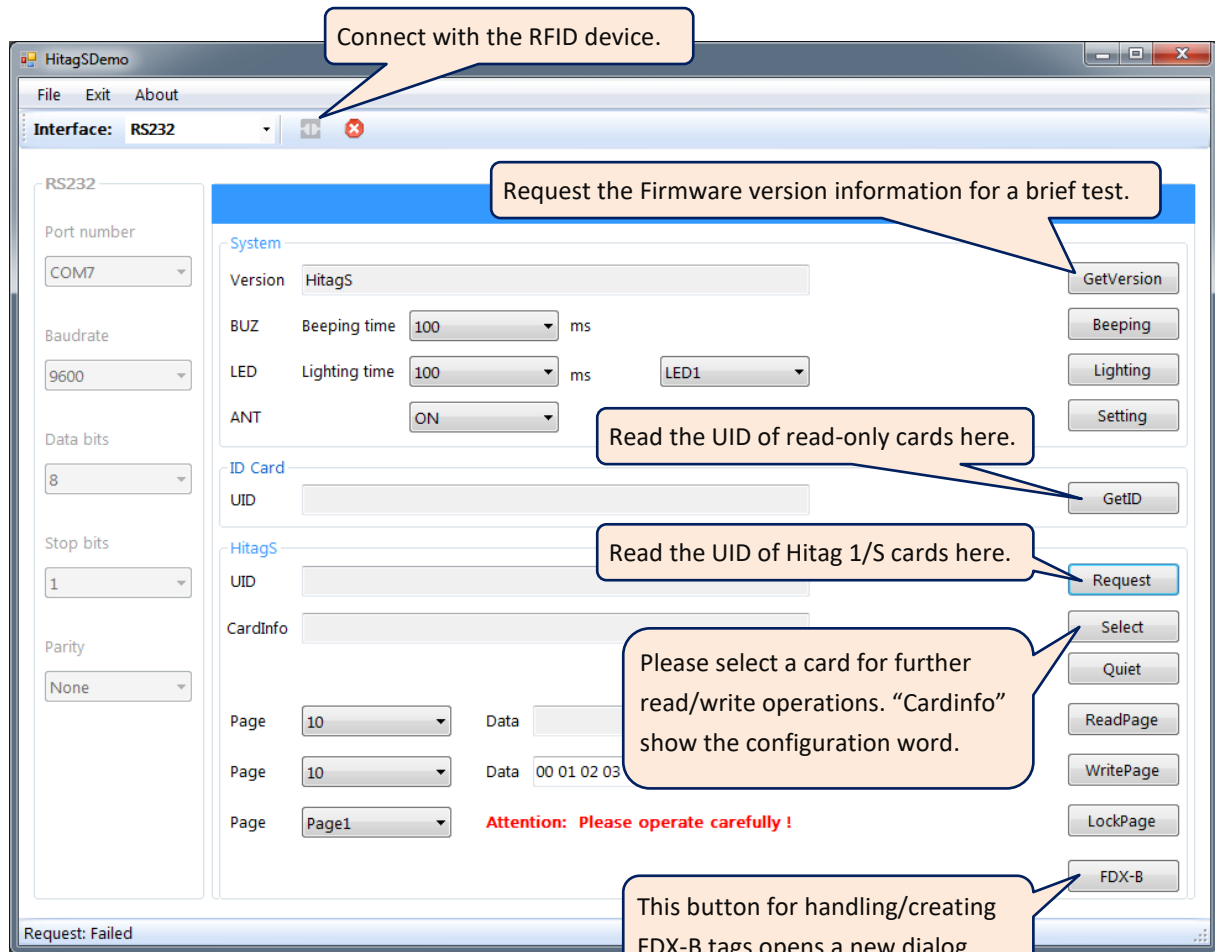 Connect with the RFID device.
HitagSDemo
File Exit About
Interface: RS232
RS232
Request the Firmware version information for a brief test.
Port number
COM7
System
Version HitagS GetVersion
BUZ Beeping time 100 ms Beeping
Baudrate
9600
LED Lighting time 100 ms LED1 Lighting
ANT ON Setting
Read the UID of read-only cards here.
Data bits
8
ID Card
UID GetID
Stop bits
1
HitagS
Read the UID of Hitag 1/S cards here.
UID Request
CardInfo Select
Parity
None
Please select a card for further
read/write operations. “Cardinfo”
show the configuration word.
Quiet
Page 10 Data ReadPage
Page 10 Data 00 01 02 03 WritePage
Page Page1 Attention: Please operate carefully ! LockPage
FDX-B
This button for handling/creating
FDX-B tags opens a new dialog
Request: Failed